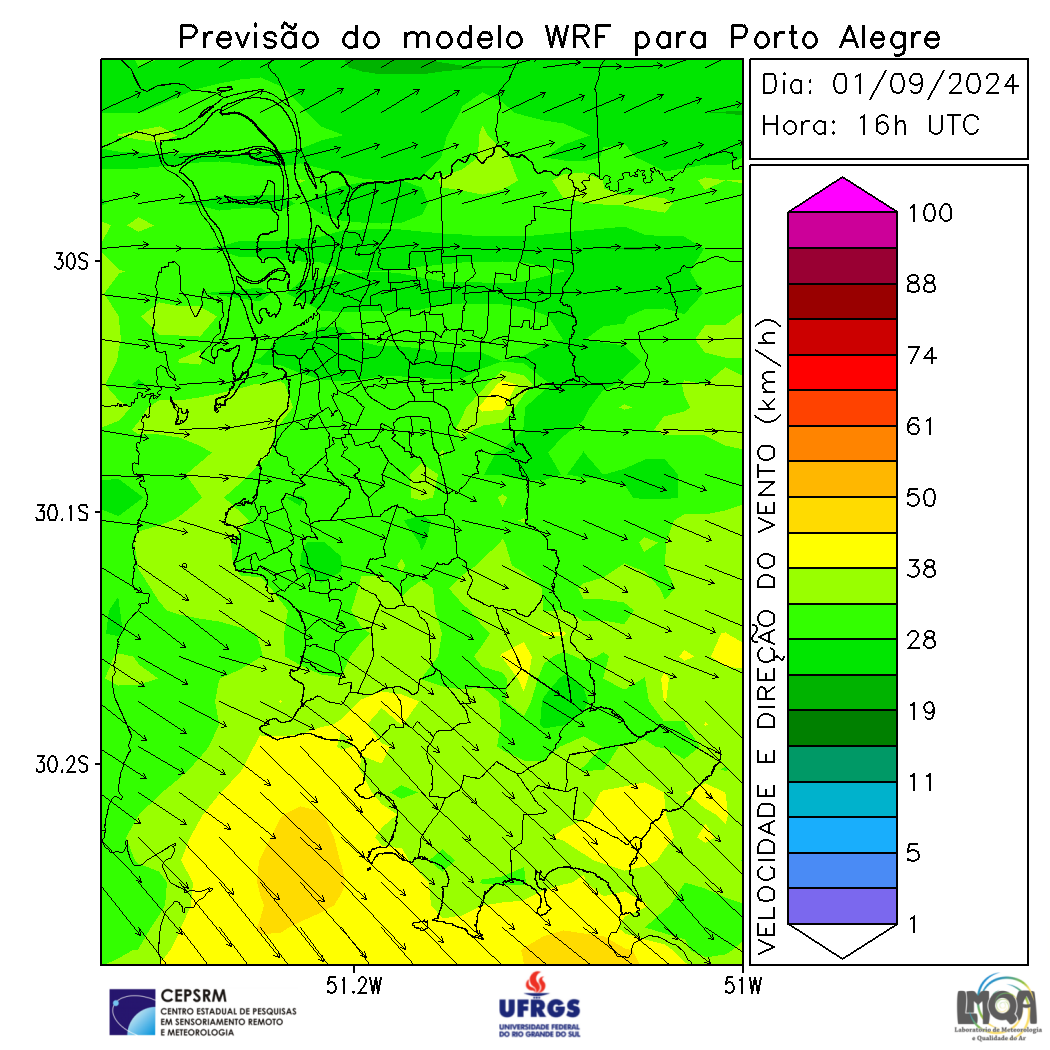 Previsão do modelo WRF para Porto Alegre
Dia: 01/09/2024
Hora: 16h UTC
30S
30.1S
30.2S
51.2W
51W
VELOCIDADE E DIREÇÃO DO VENTO (km/h)
100
88
74
61
50
38
28
19
11
5
1
CEPSRM
CENTRO ESTADUAL DE PESQUISAS
EM SENSORIAMENTO REMOTO
E METEOROLOGIA
UFRGS
UNIVERSIDADE FEDERAL
DO RIO GRANDE DO SUL
LMQA
Laboratório de Meteorologia
e Qualidade do Ar